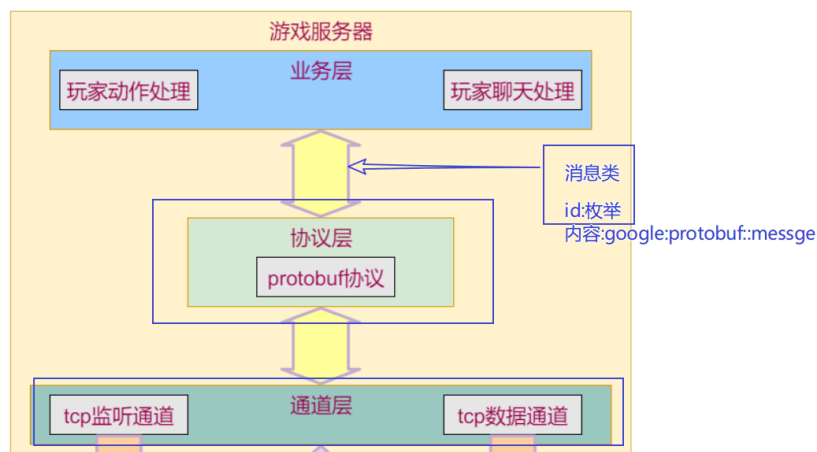 游戏服务器
业务层
玩家动作处理
玩家聊天处理
消息类
id:枚举
内容:google:protobuf::messge
协议层
protobuf协议
通道层
tcp监听通道
tcp数据通道